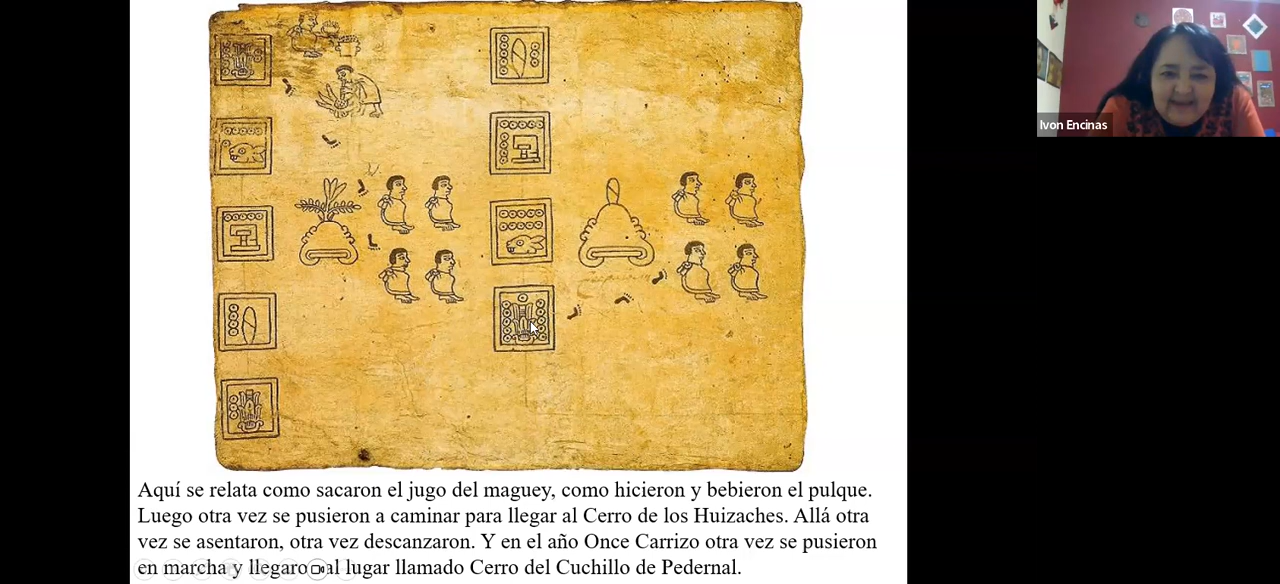 Ivon Encinas
Aquí se relata como sacaron el jugo del maguey, como hicieron y bebieron el pulque.
Luego otra vez se pusieron a caminar para llegar al Cerro de los Huizaches. Allá otra
vez se asentaron, otra vez descanzaron. Y en el año Once Carrizo otra vez se pusieron
en marcha y llegaron al lugar llamado Cerro del Cuchillo de Pedernal.